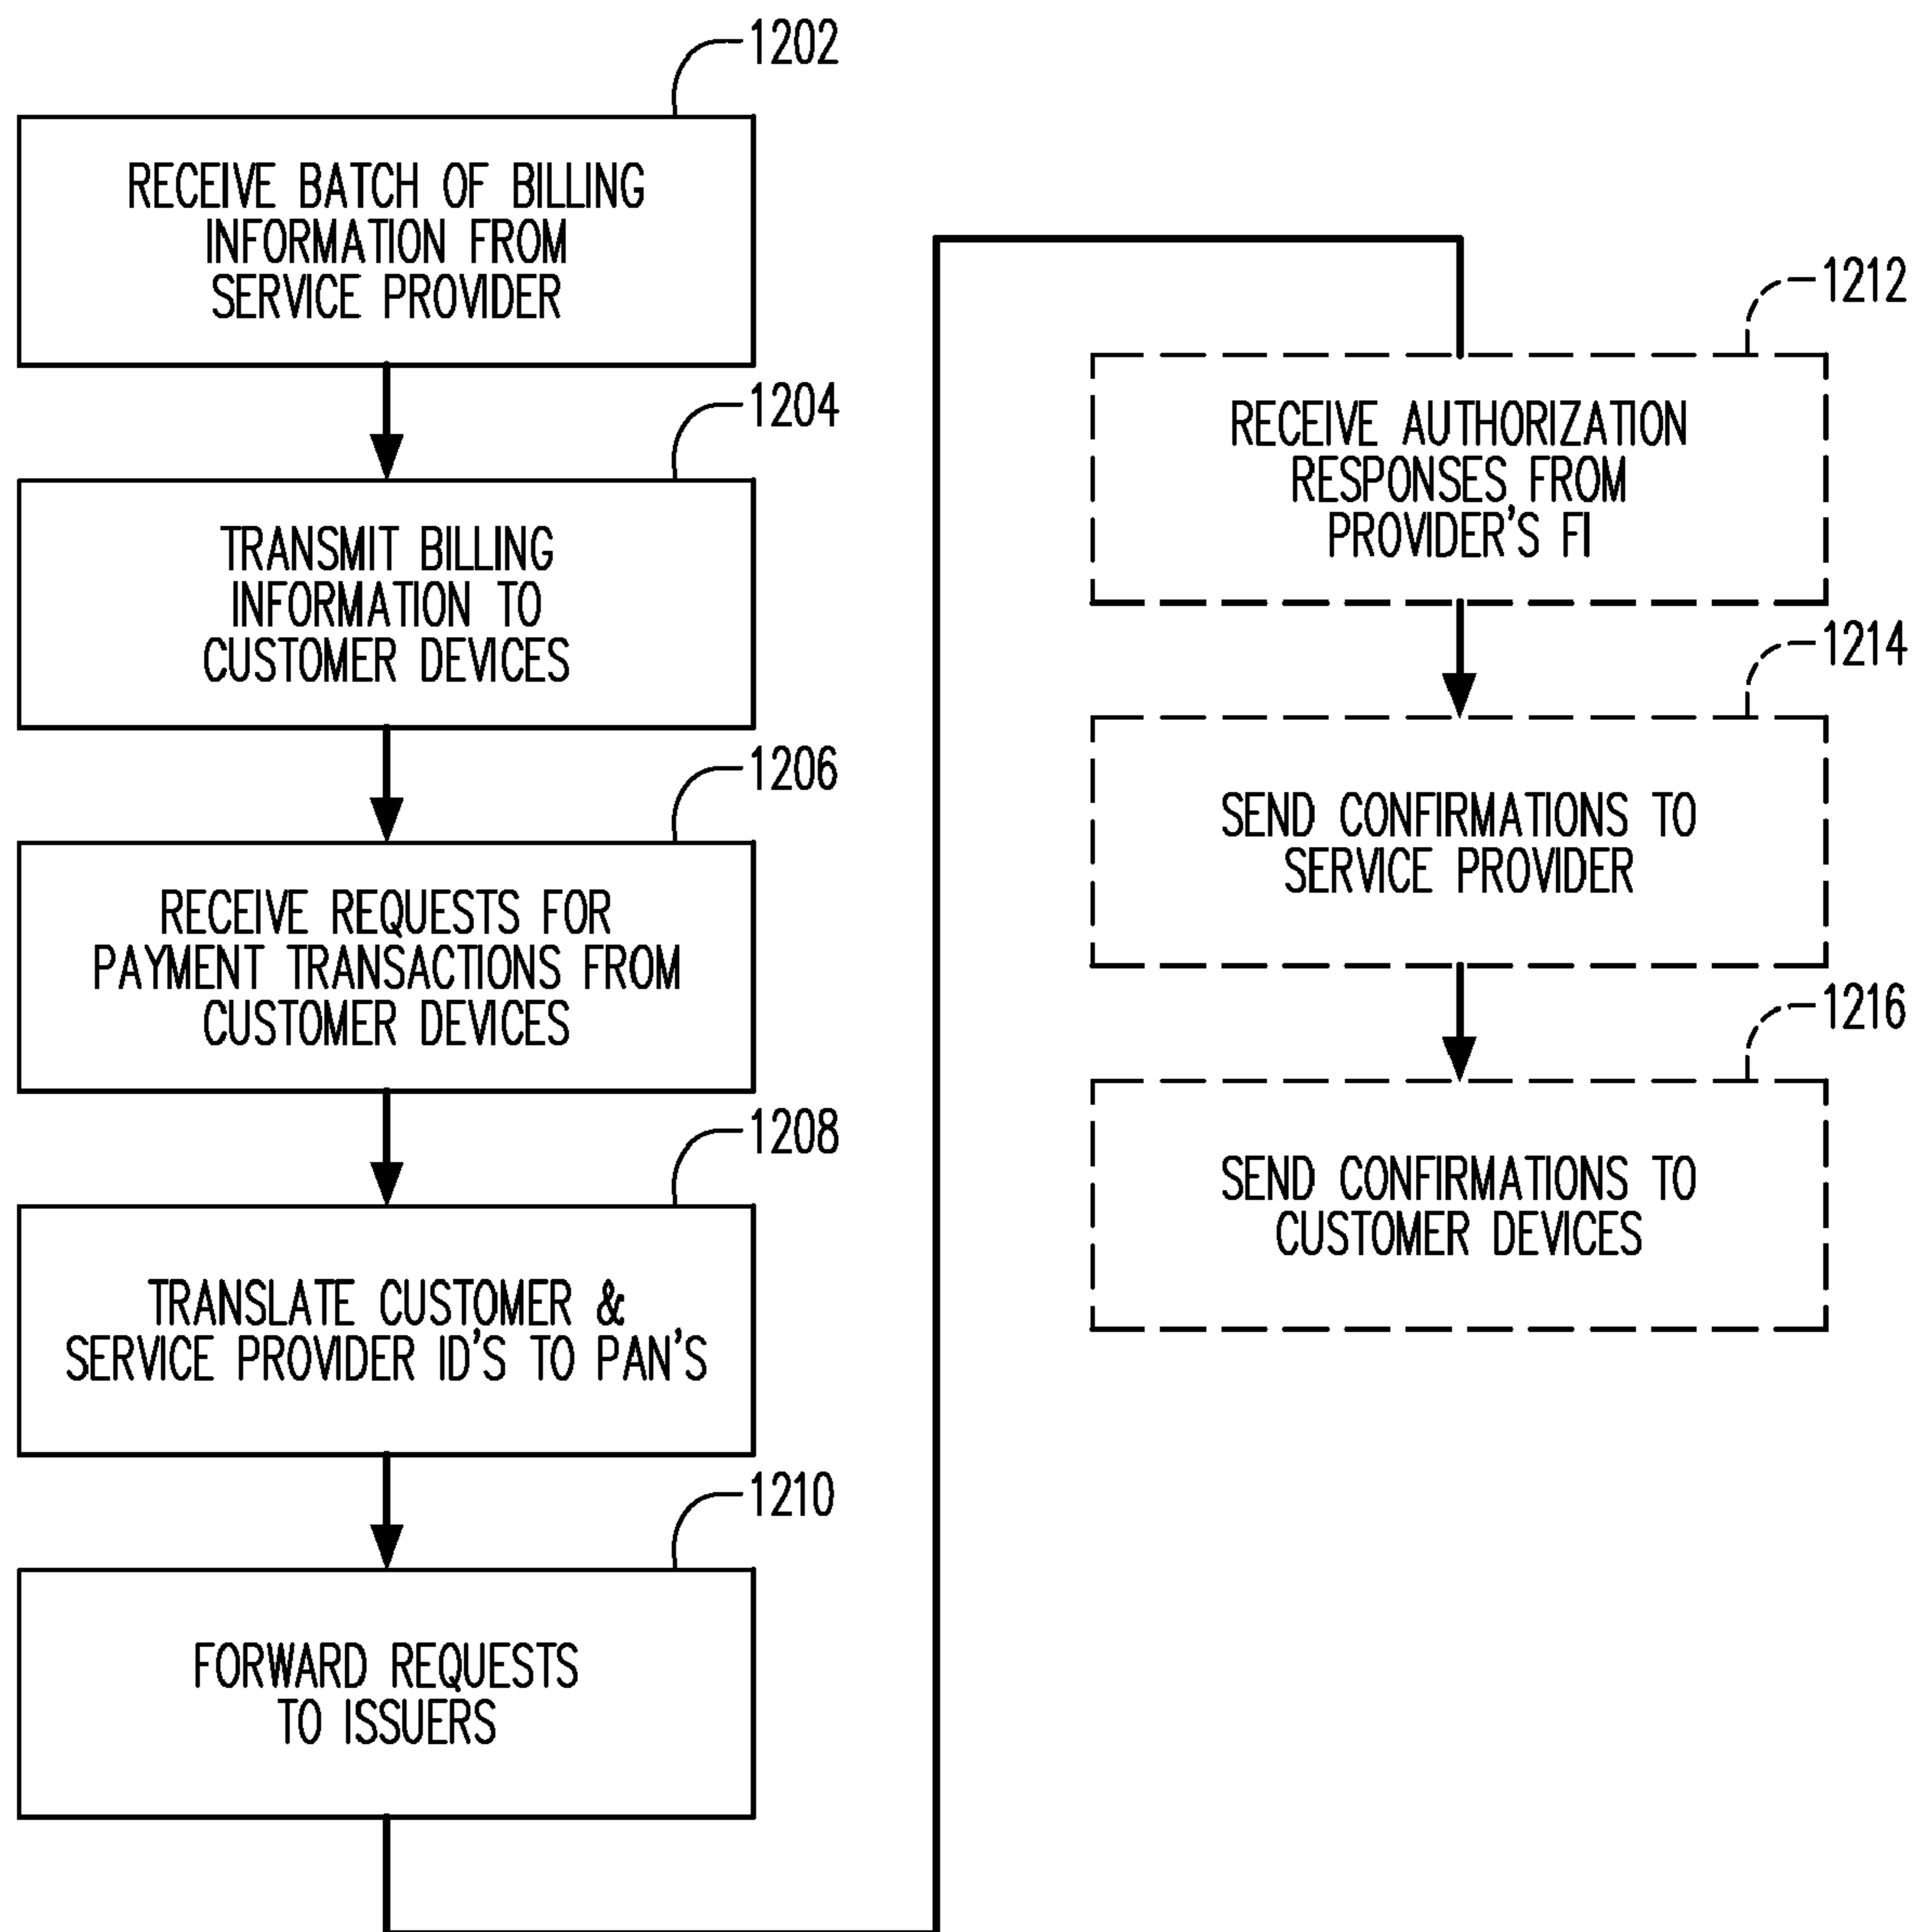 1202
RECEIVE BATCH OF BILLING
INFORMATION FROM
SERVICE PROVIDER
1204
TRANSMIT BILLING
INFORMATION TO
CUSTOMER DEVICES
1206
RECEIVE REQUESTS FOR
PAYMENT TRANSACTIONS FROM
CUSTOMER DEVICES
1208
TRANSLATE CUSTOMER &
SERVICE PROVIDER ID'S TO PAN'S
1210
FORWARD REQUESTS
TO ISSUERS
1212
RECEIVE AUTHORIZATION
RESPONSES FROM
PROVIDER'S FI
1214
SEND CONFIRMATIONS TO
SERVICE PROVIDER
1216
SEND CONFIRMATIONS TO
CUSTOMER DEVICES